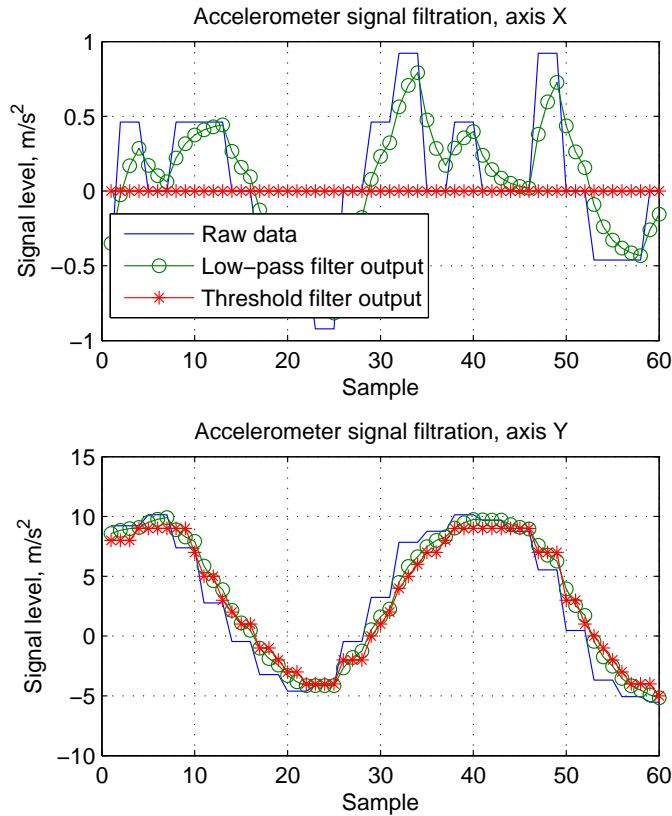 Accelerometer signal filtration, axis X
Signal level, m/s²
1
0.5
0
−0.5
−1
Raw data
Low−pass filter output
Threshold filter output
0 10 20 30 40 50 60
Sample
Accelerometer signal filtration, axis Y
Signal level, m/s²
15
10
5
0
−5
−10
0 10 20 30 40 50 60
Sample